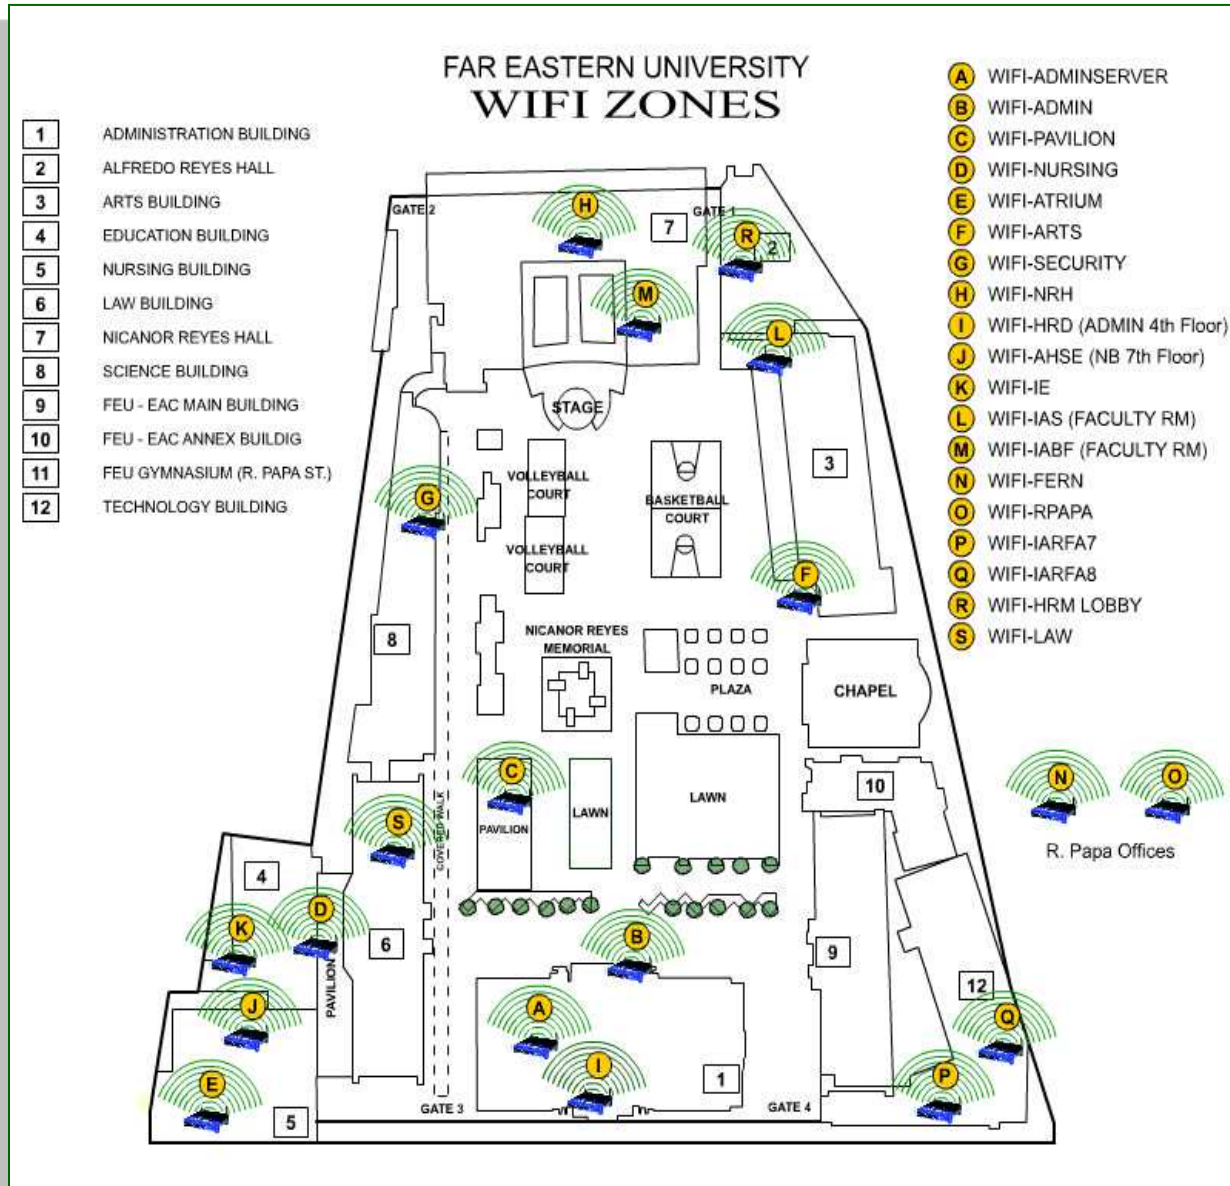 FAR EASTERN UNIVERSITY
WIFI ZONES
1 ADMINISTRATION BUILDING
2 ALFREDO REYES HALL
3 ARTS BUILDING
4 EDUCATION BUILDING
5 NURSING BUILDING
6 LAW BUILDING
7 NICANOR REYES HALL
8 SCIENCE BUILDING
9 FEU - EAC MAIN BUILDING
10 FEU - EAC ANNEX BUILDIG
11 FEU GYMNASIUM (R. PAPA ST.)
12 TECHNOLOGY BUILDING
A WIFI-ADMINSERVER
B WIFI-ADMIN
C WIFI-PAVILION
D WIFI-NURSING
E WIFI-ATRIUM
F WIFI-ARTS
G WIFI-SECURITY
H WIFI-NRH
I WIFI-HRD (ADMIN 4th Floor)
J WIFI-AHSE (NB 7th Floor)
K WIFI-IE
L WIFI-IAS (FACULTY RM)
M WIFI-IABF (FACULTY RM)
N WIFI-FERN
O WIFI-RPAPA
P WIFI-IARFA7
Q WIFI-IARFA8
R WIFI-HRM LOBBY
S WIFI-LAW
GATE 2
H
7
GATE 1
R
2
M
L
STAGE
3
G
VOLLEYBALL
COURT
BASKETBALL
COURT
VOLLEYBALL
COURT
F
8
NICANOR REYES
MEMORIAL
PLAZA
CHAPEL
C
PAVILION
LAWN
LAWN
10
N
O
R. Papa Offices
S
COVERED WALK
4
D
K
6
PAVILION
B
9
12
J
A
Q
I
1
P
E
5
GATE 3
GATE 4